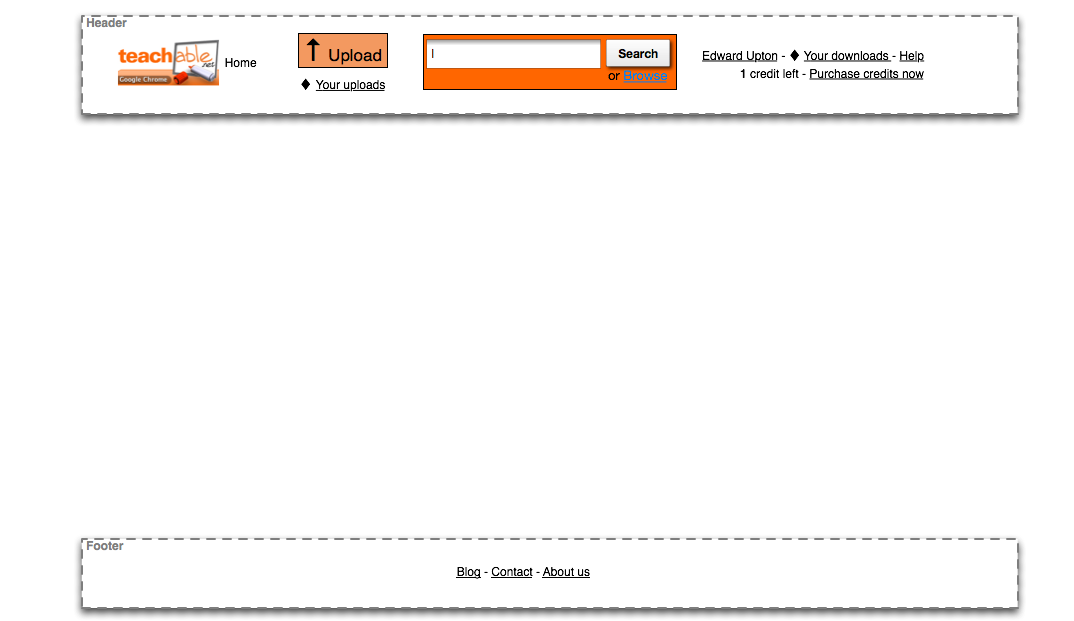 Header
teachable.net
Google Chrome
Home
Upload
Your uploads
Search
or Browse
Edward Upton - ♦ Your downloads - Help
1 credit left - Purchase credits now
Footer
Blog - Contact - About us